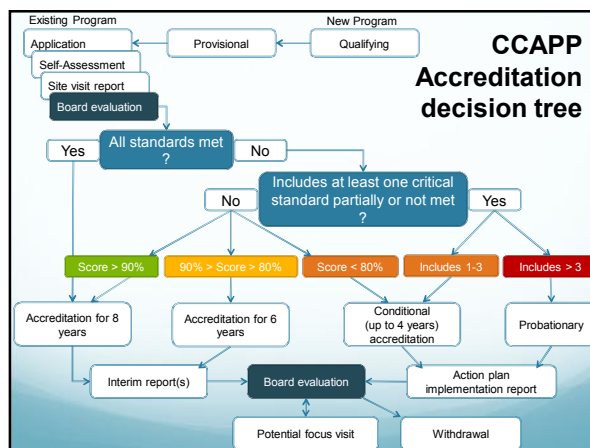 Existing Program
New Program
Application
Provisional
Qualifying
CCAPP
Accreditation
decision tree
Self-Assessment
Site visit report
Board evaluation
All standards met
?
Yes
No
Includes at least one critical
standard partially or not met
?
No
Yes
Score > 90%
90% > Score > 80%
Score < 80%
Includes 1-3
Includes > 3
Accreditation for 8
years
Accreditation for 6
years
Conditional
(up to 4 years)
accreditation
Probationary
Interim report(s)
Board evaluation
Action plan
implementation report
Potential focus visit
Withdrawal